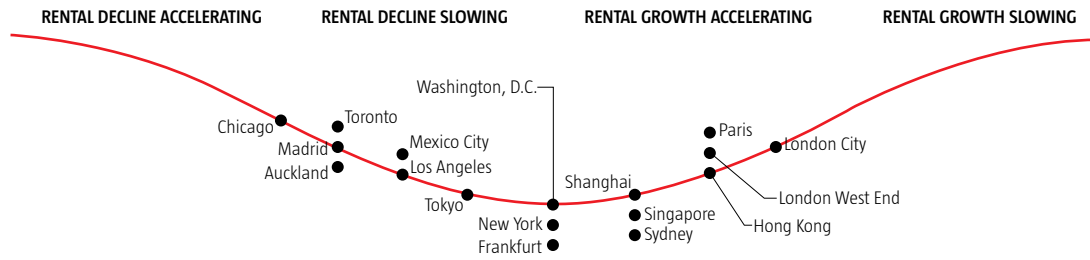 RENTAL DECLINE ACCELERATING
RENTAL DECLINE SLOWING
RENTAL GROWTH ACCELERATING
RENTAL GROWTH SLOWING
Washington, D.C.
Chicago
Toronto
Madrid
Auckland
Mexico City
Los Angeles
Tokyo
New York
Frankfurt
Shanghai
Singapore
Sydney
Paris
London City
London West End
Hong Kong